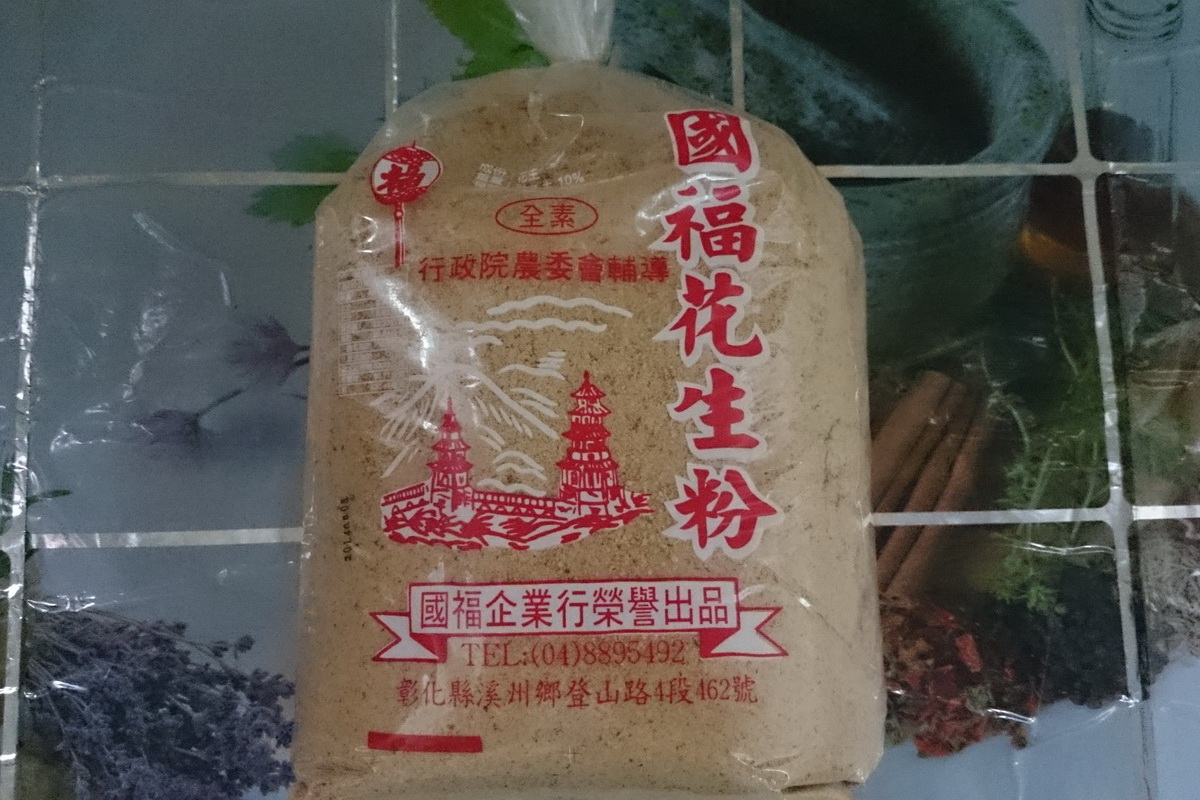 國福花生粉
福
10%
全素
行政院農委會輔導
國福企業行榮譽出品
TEL:(04)8895492
彰化縣溪州鄉登山路4段462號